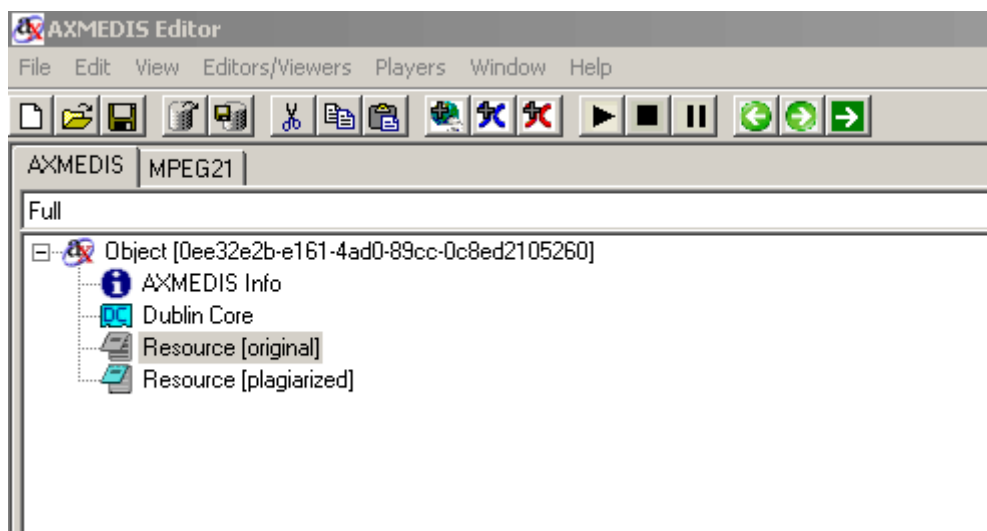 AXMEDIS Editor
File Edit View Editors/Viewers Players Window Help
AXMEDIS MPEG21
Full
Object [0ee32e2b-e161-4ad0-89cc-0c8ed2105260]
AXMEDIS Info
DC Dublin Core
Resource [original]
Resource [plagiarized]